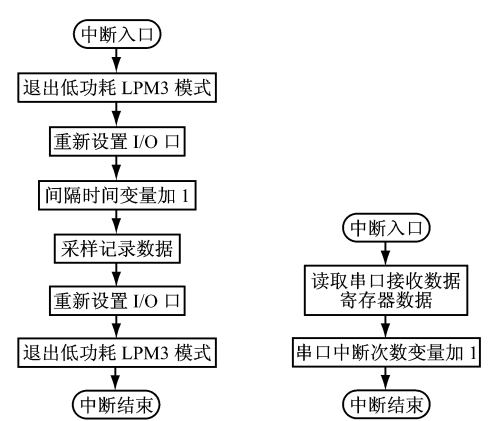 中断入口
退出低功耗 LPM3 模式
重新设置 I/O 口
间隔时间变量加 1
采样记录数据
重新设置 I/O 口
退出低功耗 LPM3 模式
中断结束
中断入口
读取串口接收数据
寄存器数据
串口中断次数变量加 1
中断结束